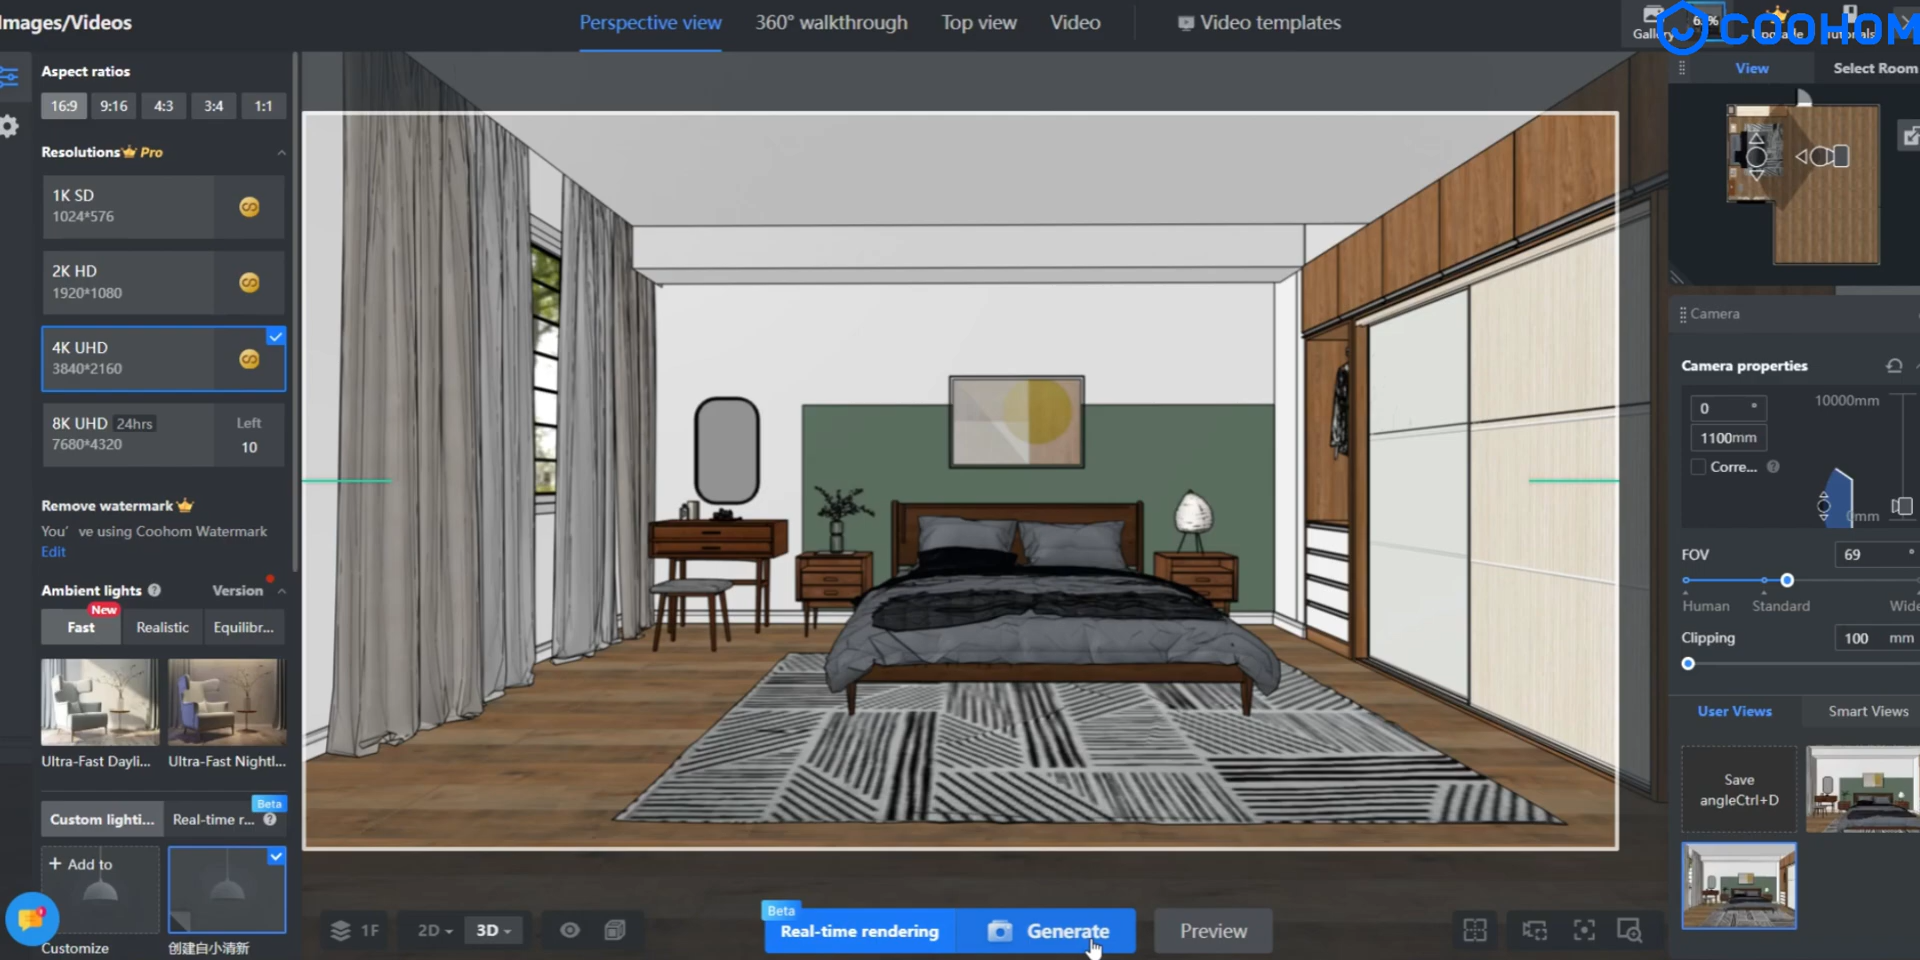 Images/Videos
Perspective view
360° walkthrough
Top view
Video
Video templates
Gallery
COOHOM
View
Select Room
Aspect ratios
16:9
9:16
4:3
3:4
1:1
Resolutions Pro
1K SD
1024*576
2K HD
1920*1080
4K UHD
3840*2160
8K UHD 24hrs
7680*4320
Left
10
Remove watermark
You' ve using Coohom Watermark
Edit
Ambient lights
Version
New
Fast
Realistic
Equilibr...
Ultra-Fast Dayli...
Ultra-Fast Nightl...
Beta
Custom lighti...
Real-time r...
+ Add to
Customize
创建白小清新
1F
2D
3D
Beta
Real-time rendering
Generate
Preview
Camera
Camera properties
0 °
1100mm
Corre...
10000mm
0mm
FOV
69 °
Human
Standard
Wide
Clipping
100 mm
User Views
Smart Views
Save
angleCtrl+D